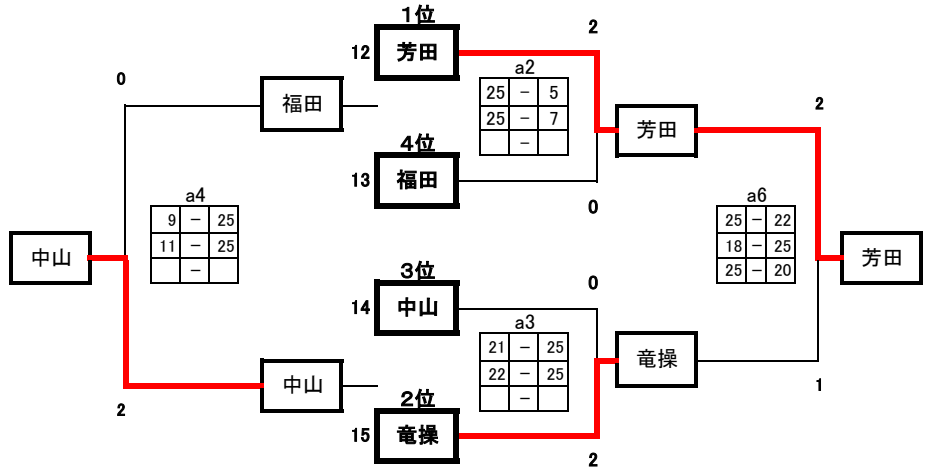 1位
2
12 芳田
a2
0
福田
25 － 5
25 － 7
－
芳田
2
4位
13 福田
0
a4
9 － 25
11 － 25
－
a6
25 － 22
18 － 25
25 － 20
中山
芳田
3位
0
14 中山
a3
21 － 25
22 － 25
－
竜操
中山
1
2
2位
15 竜操
2